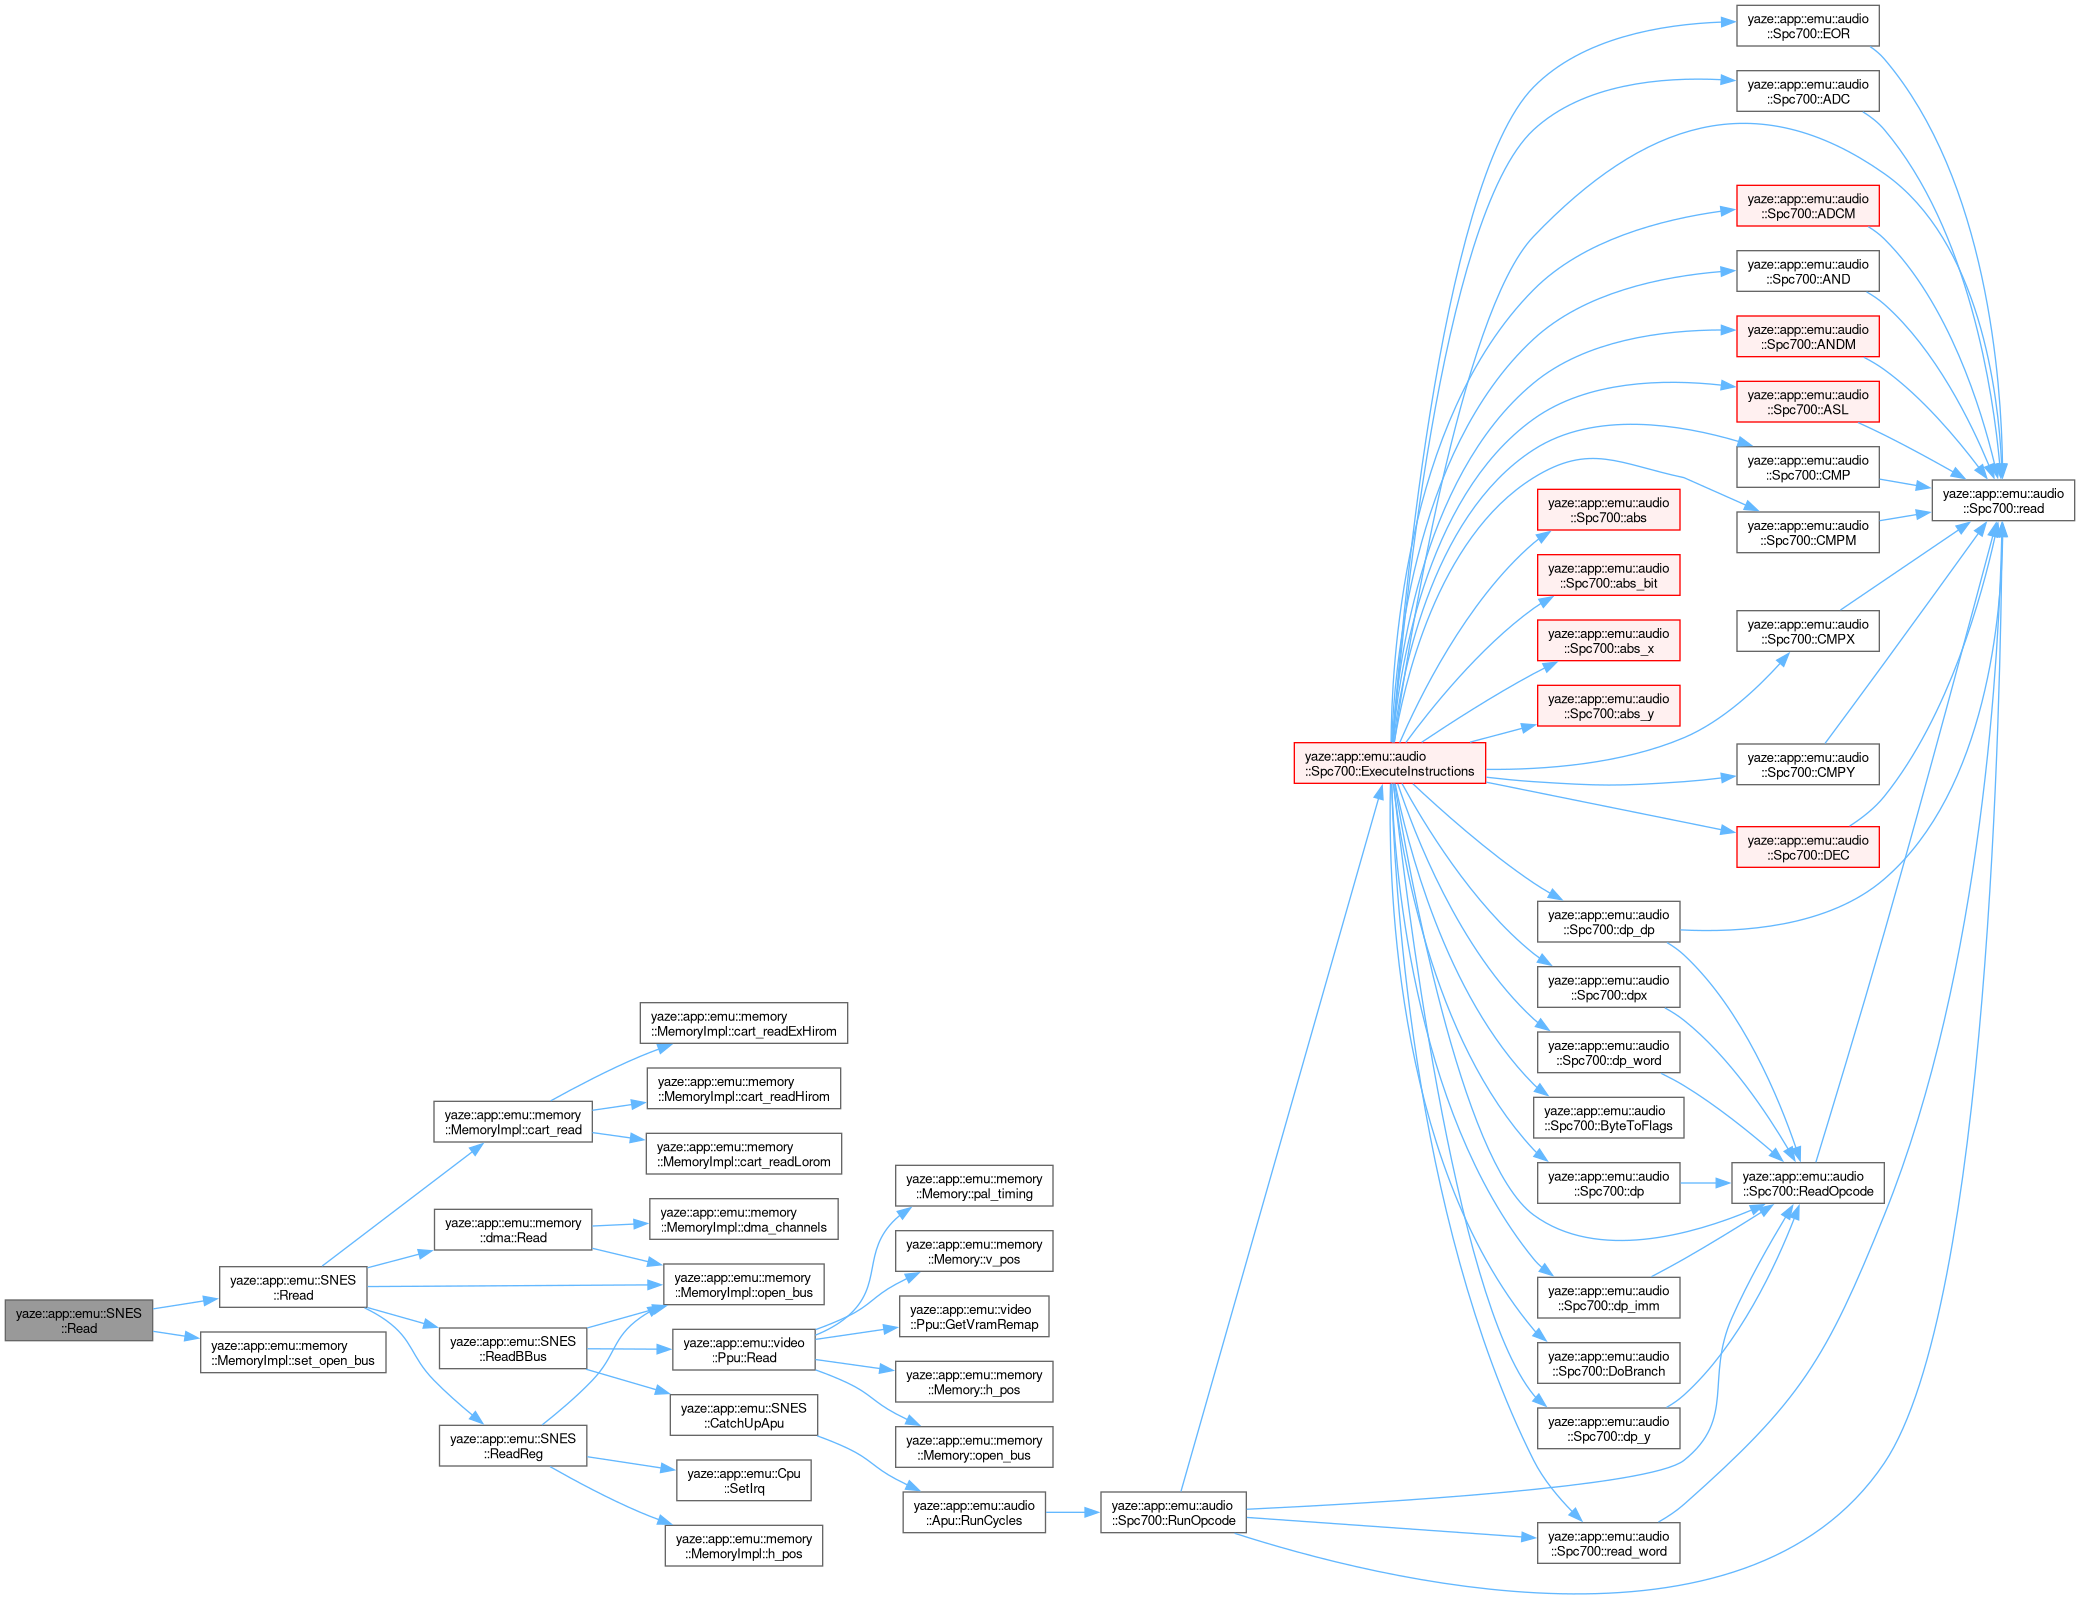 yaze::app::emu::audio
::Spc700::EOR
yaze::app::emu::audio
::Spc700::ADC
yaze::app::emu::audio
::Spc700::ADCM
yaze::app::emu::audio
::Spc700::AND
yaze::app::emu::audio
::Spc700::ANDM
yaze::app::emu::audio
::Spc700::ASL
yaze::app::emu::audio
::Spc700::CMP
yaze::app::emu::audio
::Spc700::read
yaze::app::emu::audio
::Spc700::abs
yaze::app::emu::audio
::Spc700::CMPM
yaze::app::emu::audio
::Spc700::abs_bit
yaze::app::emu::audio
::Spc700::abs_x
yaze::app::emu::audio
::Spc700::CMPX
yaze::app::emu::audio
::Spc700::abs_y
yaze::app::emu::audio
::Spc700::ExecuteInstructions
yaze::app::emu::audio
::Spc700::CMPY
yaze::app::emu::audio
::Spc700::DEC
yaze::app::emu::audio
::Spc700::dp_dp
yaze::app::emu::audio
::Spc700::dpx
yaze::app::emu::memory
::MemoryImpl::cart_readExHirom
yaze::app::emu::audio
::Spc700::dp_word
yaze::app::emu::memory
::MemoryImpl::cart_readHirom
yaze::app::emu::memory
::MemoryImpl::cart_read
yaze::app::emu::audio
::Spc700::ByteToFlags
yaze::app::emu::memory
::MemoryImpl::cart_readLorom
yaze::app::emu::memory
::Memory::pal_timing
yaze::app::emu::audio
::Spc700::dp
yaze::app::emu::audio
::Spc700::ReadOpcode
yaze::app::emu::memory
::dma::Read
yaze::app::emu::memory
::MemoryImpl::dma_channels
yaze::app::emu::memory
::Memory::v_pos
yaze::app::emu::SNES
::Rread
yaze::app::emu::memory
::MemoryImpl::open_bus
yaze::app::emu::audio
::Spc700::dp_imm
yaze::app::emu::SNES
::Read
yaze::app::emu::video
::Ppu::GetVramRemap
yaze::app::emu::memory
::MemoryImpl::set_open_bus
yaze::app::emu::SNES
::ReadBBus
yaze::app::emu::video
::Ppu::Read
yaze::app::emu::audio
::Spc700::DoBranch
yaze::app::emu::memory
::Memory::h_pos
yaze::app::emu::SNES
::CatchUpApu
yaze::app::emu::audio
::Spc700::dp_y
yaze::app::emu::SNES
::ReadReg
yaze::app::emu::memory
::Memory::open_bus
yaze::app::emu::Cpu
::SetIrq
yaze::app::emu::audio
::Apu::RunCycles
yaze::app::emu::audio
::Spc700::RunOpcode
yaze::app::emu::memory
::MemoryImpl::h_pos
yaze::app::emu::audio
::Spc700::read_word